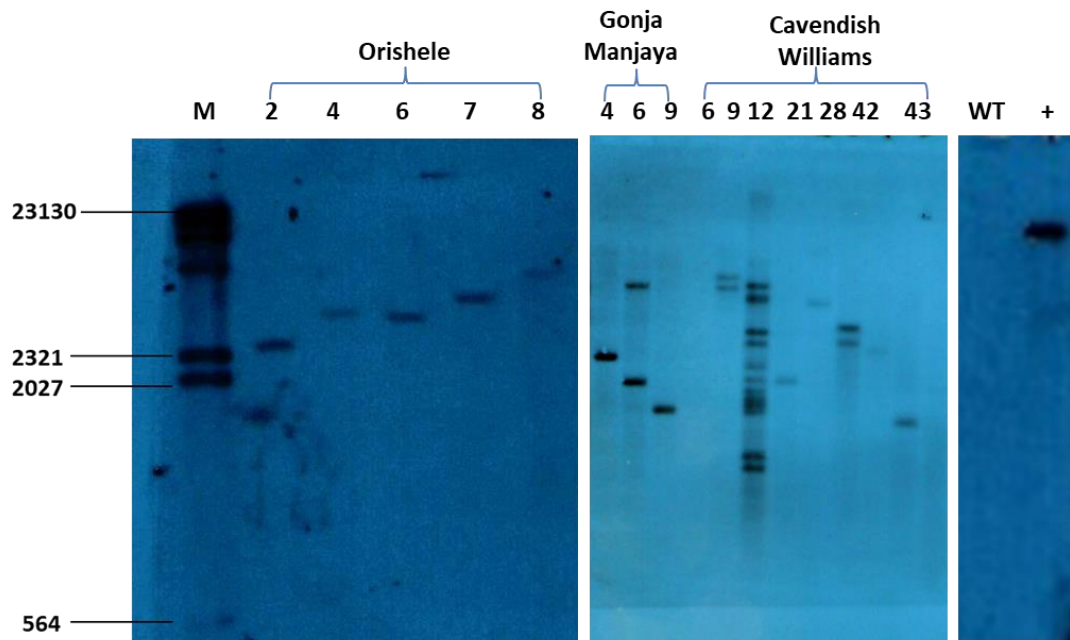 Orishele
Gonja
Manjaya
Cavendish
Williams
M 2 4 6 7 8 4 6 9 6 9 12 21 28 42 43 WT +
23130
2321
2027
564